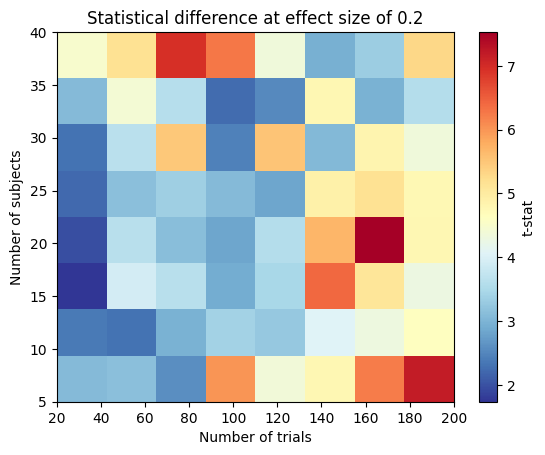 Statistical difference at effect size of 0.2
40
35
30
25
20
15
10
5
Number of subjects
20 40 60 80 100 120 140 160 180 200
Number of trials
7
6
5
4
3
2
t-stat